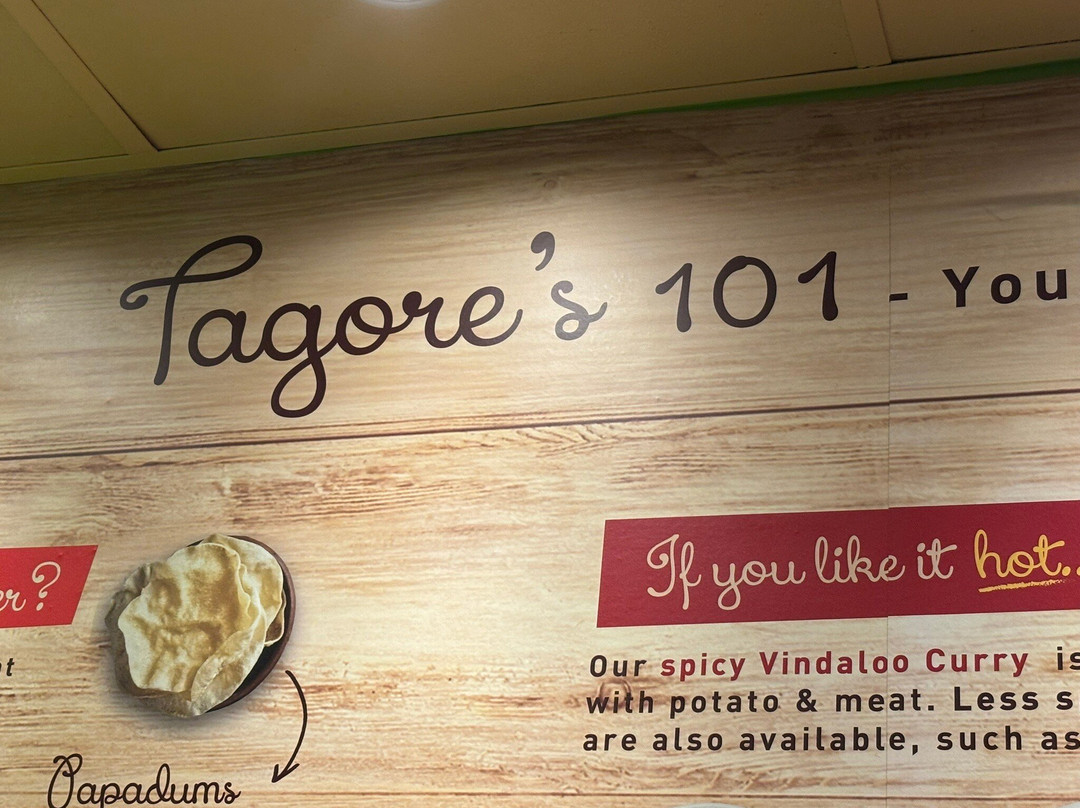 Tagore's 101 - You
er?
If you like it hot..
Our spicy Vindaloo Curry is
with potato & meat. Less s
are also available, such as
Papadums